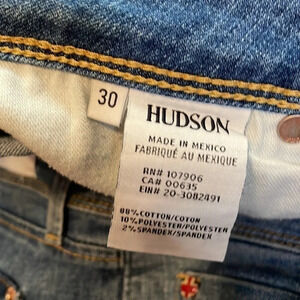 30
HUDSON
MADE IN MEXICO
FABRIQUÉ AU MEXIQUE
RN# 107906
CA# 00635
EIN# 20-3082491
88% COTTON/COTON
10% POLYESTER/POLYESTER
2% SPANDEX/SPANDEX